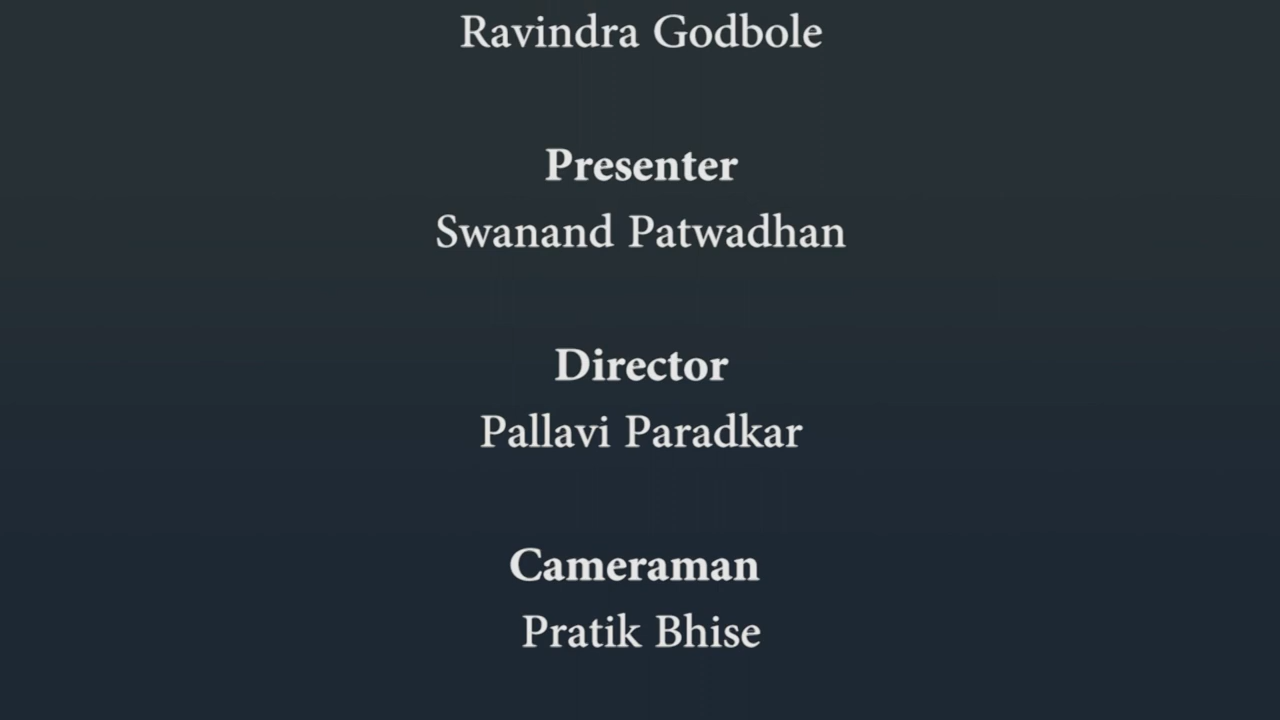 Ravindra Godbole
Presenter
Swanand Patwadhan
Director
Pallavi Paradkar
Cameraman
Pratik Bhise